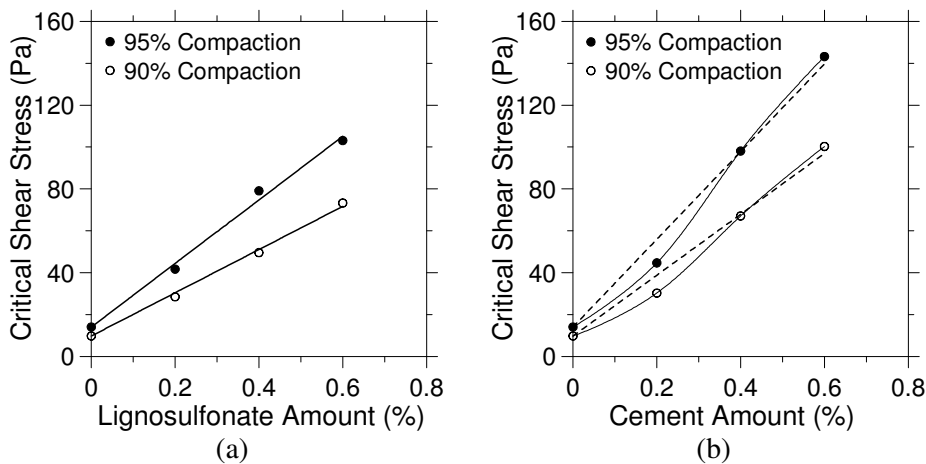 160
120
80
40
0
Critical Shear Stress (Pa)
95% Compaction
90% Compaction
0 0.2 0.4 0.6 0.8
Lignosulfonate Amount (%)
(a)
160
120
80
40
0
Critical Shear Stress (Pa)
95% Compaction
90% Compaction
0 0.2 0.4 0.6 0.8
Cement Amount (%)
(b)